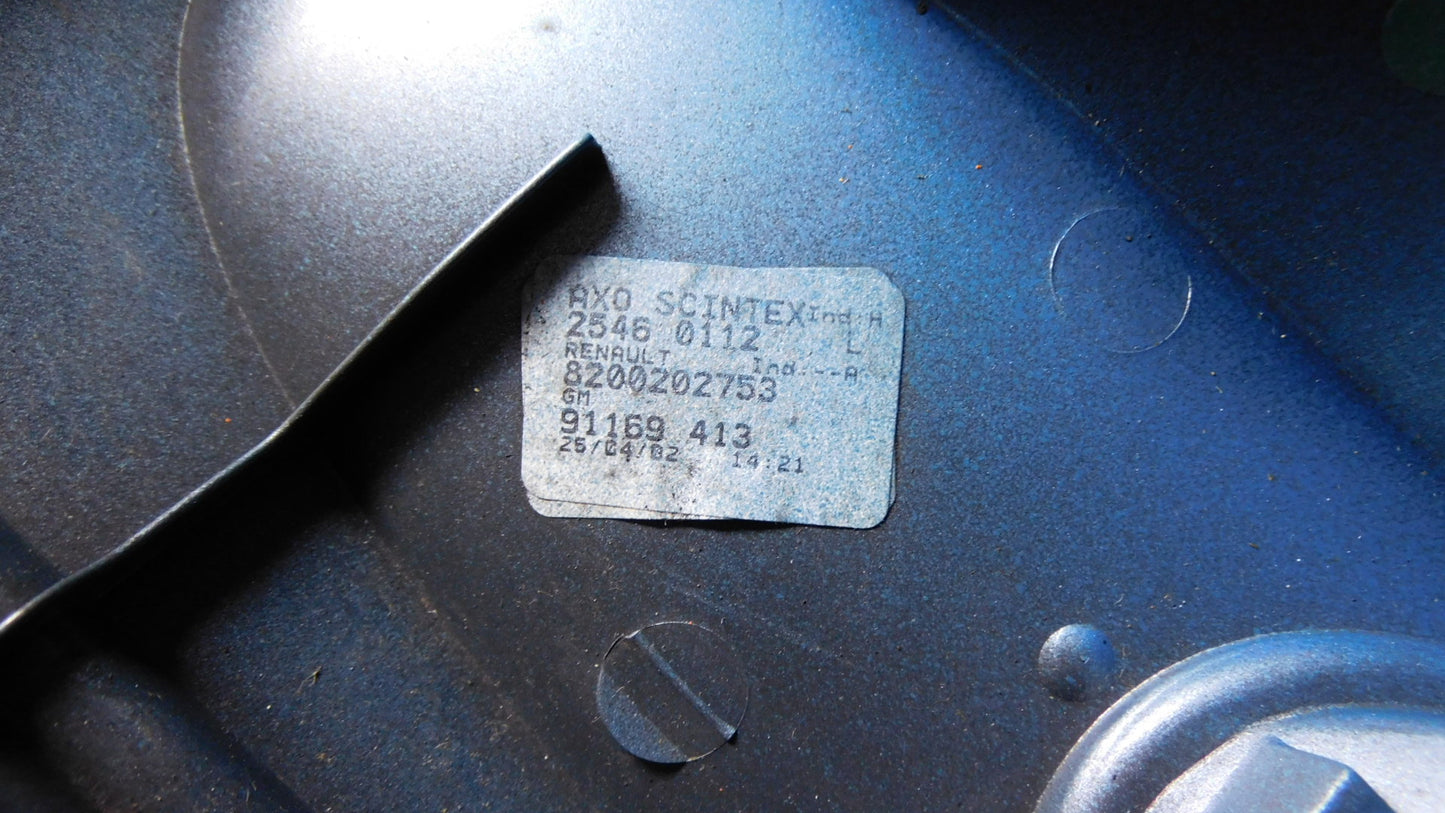 AXO SCINTEX Ind A
2546 0112 L
RENAULT Ind.--A
8200202753
GM
91169 413
25/04/02 14:21